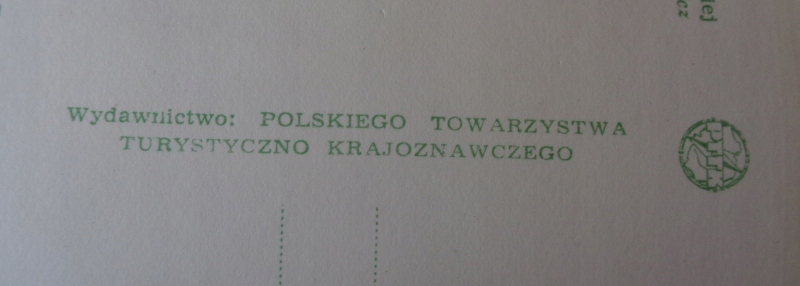 Wydawnictwo: POLSKIEGO TOWARZYSTWA
TURYSTYCZNO KRAJOZNAWCZEGO